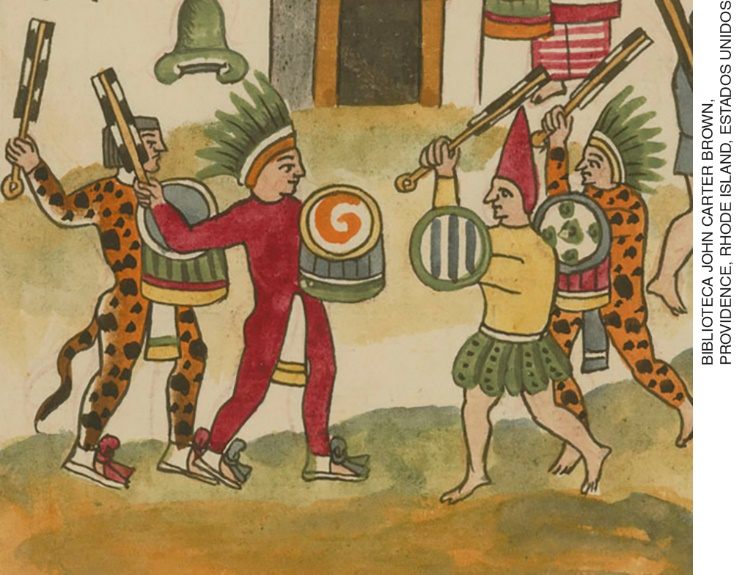 BIBLIOTECA JOHN CARTER BROWN,
PROVIDENCE, RHODE ISLAND, ESTADOS UNIDOS